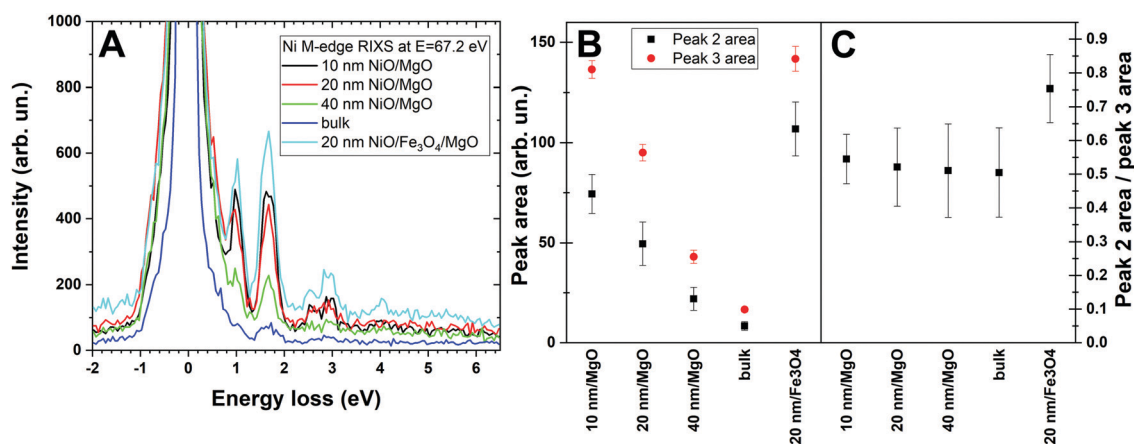 A
Ni M-edge RIXS at E=67.2 eV
10 nm NiO/MgO
20 nm NiO/MgO
40 nm NiO/MgO
bulk
20 nm NiO/Fe3O4/MgO
Intensity (arb. un.)
1000
800
600
400
200
0
-2 -1 0 1 2 3 4 5 6
Energy loss (eV)
B
Peak 2 area
Peak 3 area
Peak area (arb. un.)
150
100
50
0
10 nm/MgO
20 nm/MgO
40 nm/MgO
bulk
20 nm/Fe3O4
C
0.9
0.8
0.7
0.6
0.5
0.4
0.3
0.2
0.1
0.0
Peak 2 area / peak 3 area
10 nm/MgO
20 nm/MgO
40 nm/MgO
bulk
20 nm/Fe3O4